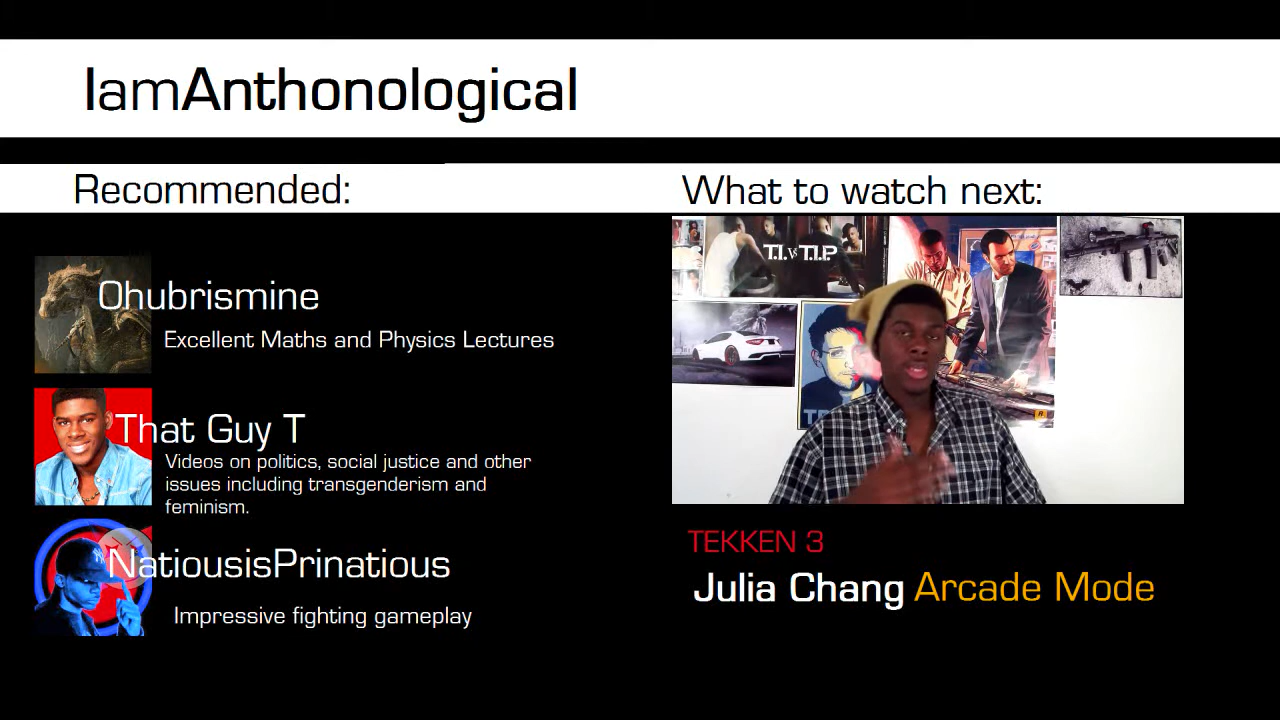 IamAnthonological
Recommended:
What to watch next:
Ohubrismine
Excellent Maths and Physics Lectures
That Guy T
Videos on politics, social justice and other
issues including transgenderism and
feminism.
NatiousisPrinatious
Impressive fighting gameplay
T.I. vs T.I.P
TEKKEN 3
Julia Chang Arcade Mode